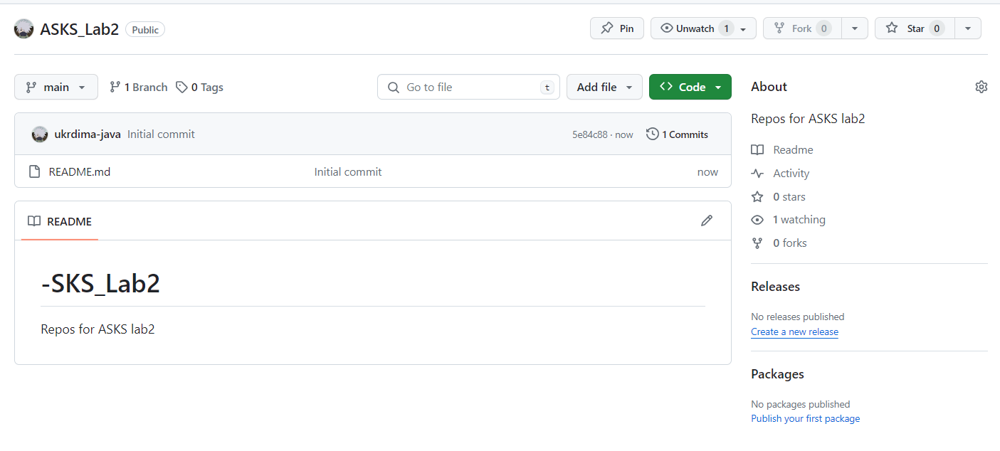 ASKS_Lab2 Public Pin Unwatch 1 Fork 0 Star 0
main 1 Branch 0 Tags Go to file t Add file Code
ukrdima-java Initial commit 5e84c88 · now 1 Commits
README.md Initial commit now
README
-SKS_Lab2
Repos for ASKS lab2
About
Repos for ASKS lab2
Readme
Activity
0 stars
1 watching
0 forks
Releases
No releases published
Create a new release
Packages
No packages published
Publish your first package